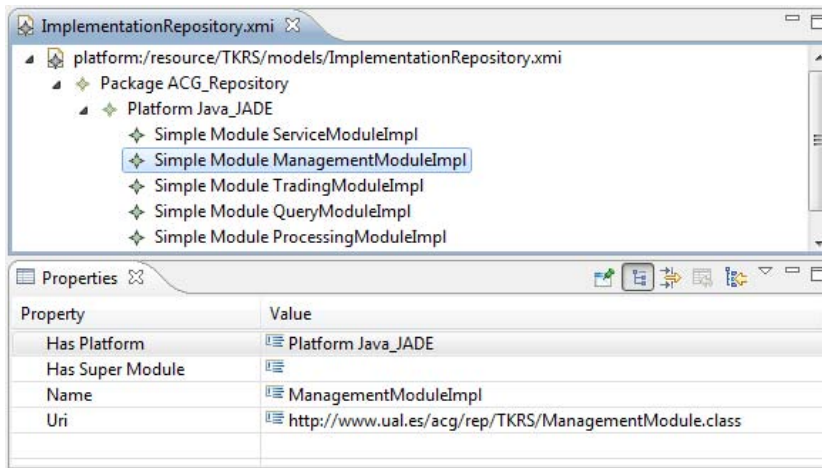 ImplementationRepository.xmi
platform:/resource/TKRS/models/ImplementationRepository.xmi
Package ACG_Repository
Platform Java_JADE
Simple Module ServiceModuleImpl
Simple Module ManagementModuleImpl
Simple Module TradingModuleImpl
Simple Module QueryModuleImpl
Simple Module ProcessingModuleImpl
Properties
Property Value
Has Platform Platform Java_JADE
Has Super Module
Name ManagementModuleImpl
Uri http://www.ual.es/acg/rep/TKRS/ManagementModule.class